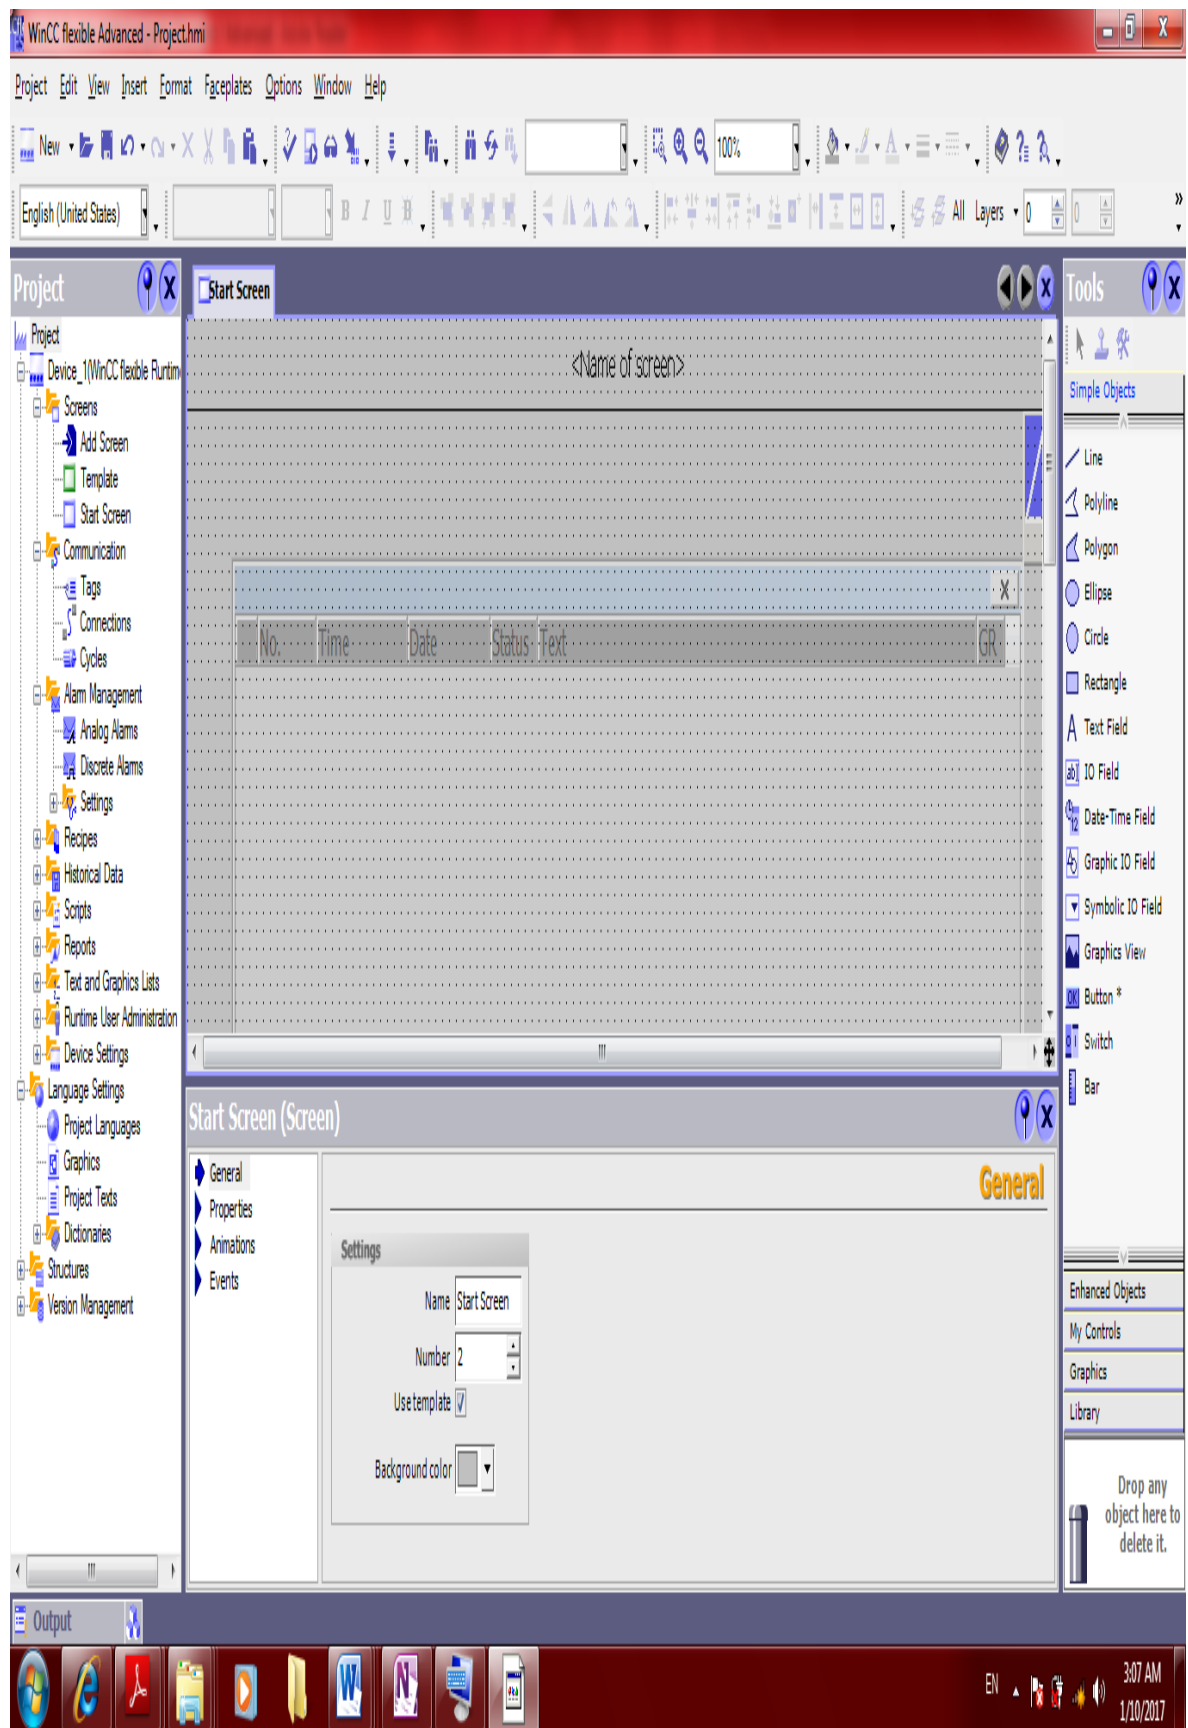 WinCC flexible Advanced - Project.hmi
Project Edit View Insert Format Faceplates Options Window Help
New 100%
English (United States) B I U All Layers 0 0
Project
Project
Device_1(WinCC flexible Runtim
Screens
Add Screen
Template
Start Screen
Communication
Tags
Connections
Cycles
Alarm Management
Analog Alarms
Discrete Alarms
Settings
Recipes
Historical Data
Scripts
Reports
Text and Graphics Lists
Runtime User Administration
Device Settings
Language Settings
Project Languages
Graphics
Project Texts
Dictionaries
Structures
Version Management
Start Screen
<Name of screen>
No. Time Date Status Text GR
Start Screen (Screen)
General
Properties
Animations
Events
General
Settings
Name Start Screen
Number 2
Use template
Background color
Tools
Simple Objects
Line
Polyline
Polygon
Ellipse
Circle
Rectangle
A Text Field
IO Field
Date-Time Field
Graphic IO Field
Symbolic IO Field
Graphics View
OK Button *
Switch
Bar
Enhanced Objects
My Controls
Graphics
Library
Drop any
object here to
delete it.
Output
EN 3:07 AM
1/10/2017